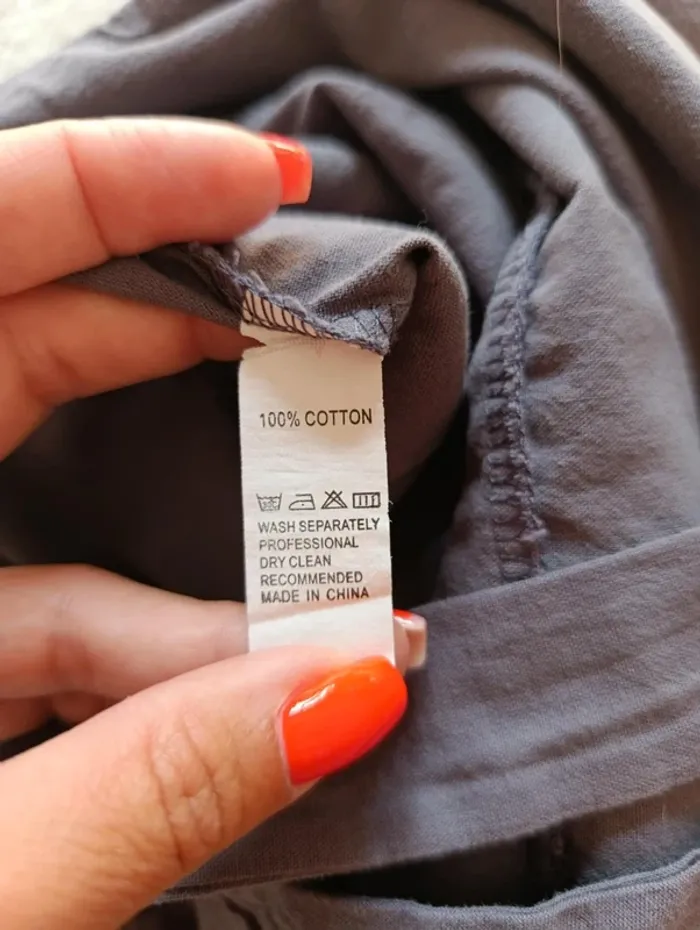 100% COTTON
WASH SEPARATELY
PROFESSIONAL
DRY CLEAN
RECOMMENDED
MADE IN CHINA